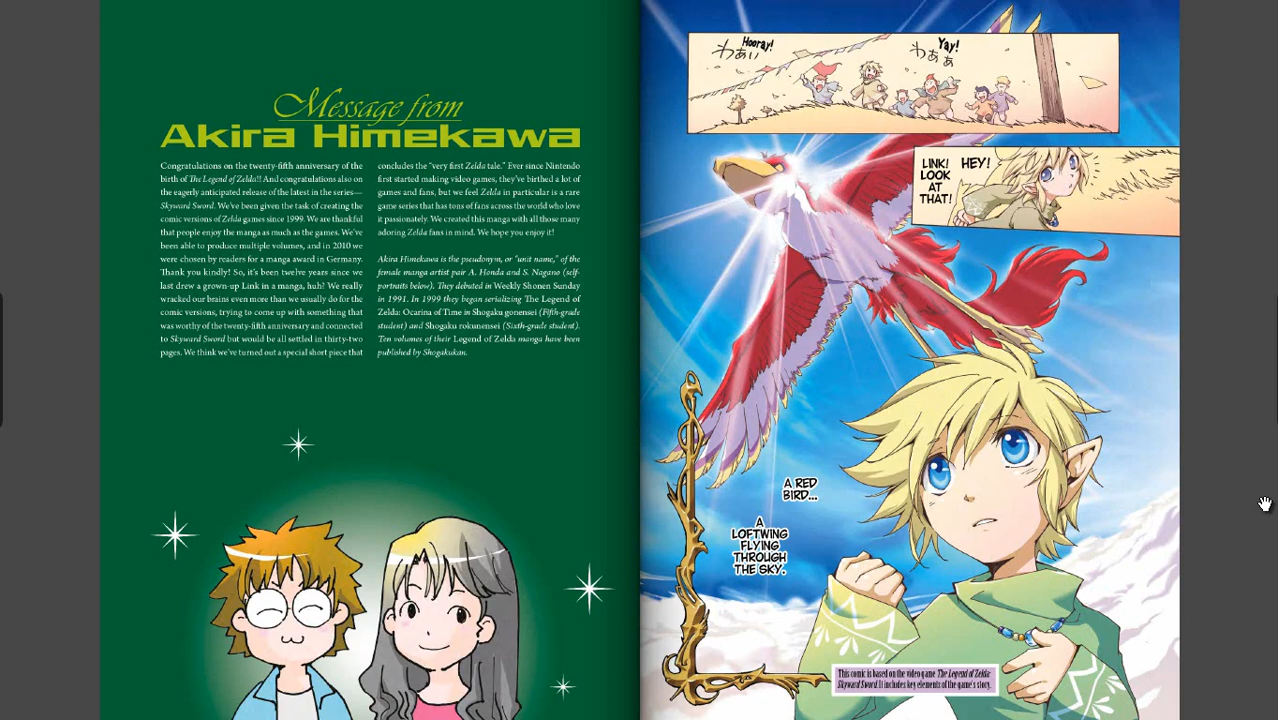 Message from
Akira Himekawa
Congratulations on the twenty-fifth anniversary of the
birth of The Legend of Zelda!! And congratulations also on
the eagerly anticipated release of the latest in the series—
Skyward Sword. We've been given the task of creating the
comic versions of Zelda games since 1999. We are thankful
that people enjoy the manga as much as the games. We've
been able to produce multiple volumes, and in 2010 we
were chosen by readers for a manga award in Germany.
Thank you kindly! So, it's been twelve years since we
last drew a grown-up Link in a manga, huh? We really
wracked our brains even more than we usually do for the
comic versions, trying to come up with something that
was worthy of the twenty-fifth anniversary and connected
to Skyward Sword but would be all settled in thirty-two
pages. We think we've turned out a special short piece that
concludes the "very first Zelda tale." Ever since Nintendo
first started making video games, they've birthed a lot of
games and fans, but we feel Zelda in particular is a rare
game series that has tons of fans across the world who love
it passionately. We created this manga with all those many
adoring Zelda fans in mind. We hope you enjoy it!
Akira Himekawa is the pseudonym, or "unit name," of the
female manga artist pair A. Honda and S. Nagano (self-
portraits below). They debuted in Weekly Shonen Sunday
in 1991. In 1999 they began serializing The Legend of
Zelda: Ocarina of Time in Shogaku gonensei (Fifth-grade
student) and Shogaku rokunensei (Sixth-grade student).
Ten volumes of their Legend of Zelda manga have been
published by Shogakukan.
Hooray!
わあい
Yay!
わぁぁ
LINK!
LOOK
AT
THAT!
HEY!
A RED
BIRD...
A
LOFTWING
FLYING
THROUGH
THE SKY.
This comic is based on the video game The Legend of Zelda:
Skyward Sword. It includes key elements of the game's story.